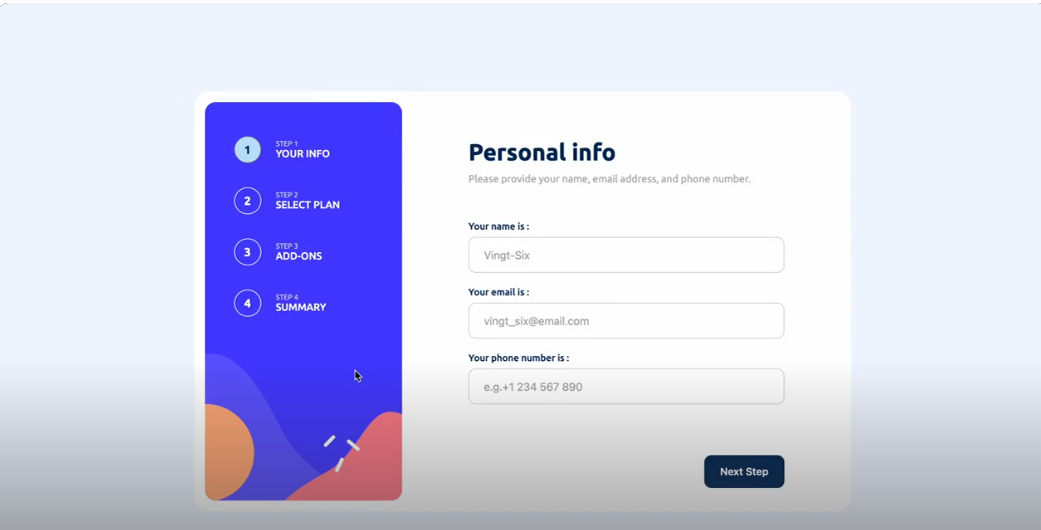 1
STEP 1
YOUR INFO
2
STEP 2
SELECT PLAN
3
STEP 3
ADD-ONS
4
STEP 4
SUMMARY
Personal info
Please provide your name, email address, and phone number.
Your name is :
Vingt-Six
Your email is :
vingt_six@email.com
Your phone number is :
e.g.+1 234 567 890
Next Step